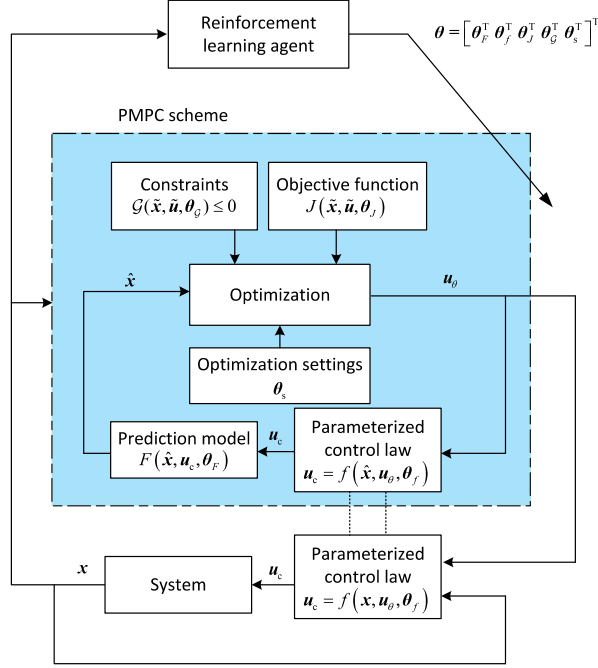 Reinforcement
learning agent
θ = [θ_F^T θ_f^T θ_J^T θ_𝒢^T θ_s^T]^T
PMPC scheme
Constraints
𝒢(x̃, ũ, θ_𝒢) ≤ 0
Objective function
J(x̃, ũ, θ_J)
x̂
Optimization
u_θ
Optimization settings
θ_s
Prediction model
F(x̂, u_c, θ_F)
u_c
Parameterized
control law
u_c = f(x̂, u_θ, θ_f)
x
System
u_c
Parameterized
control law
u_c = f(x, u_θ, θ_f)